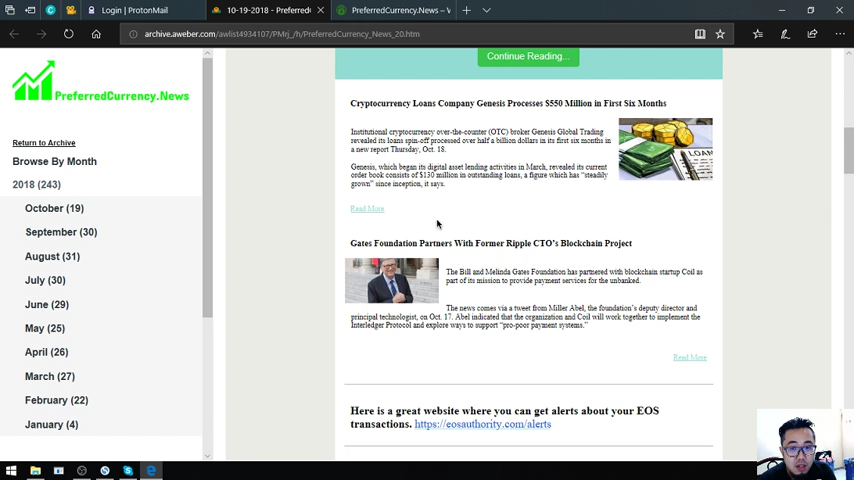 Login | ProtonMail
10-19-2018 - Preferred
PreferredCurrency.News –
archive.aweber.com/awlist4934107/PMrj_/h/PreferredCurrency_News_20.htm
PreferredCurrency.News
Return to Archive
Browse By Month
2018 (243)
October (19)
September (30)
August (31)
July (30)
June (29)
May (25)
April (26)
March (27)
February (22)
January (4)
Continue Reading...
Cryptocurrency Loans Company Genesis Processes $550 Million in First Six Months
Institutional cryptocurrency over-the-counter (OTC) broker Genesis Global Trading
revealed its loans spin-off processed over half a billion dollars in its first six months in
a new report Thursday, Oct. 18.
Genesis, which began its digital asset lending activities in March, revealed its current
order book consists of $130 million in outstanding loans, a figure which has “steadily
grown” since inception, it says.
LOAN
Read More
Gates Foundation Partners With Former Ripple CTO’s Blockchain Project
The Bill and Melinda Gates Foundation has partnered with blockchain startup Coil as
part of its mission to provide payment services for the unbanked.
The news comes via a tweet from Miller Abel, the foundation’s deputy director and
principal technologist, on Oct. 17. Abel indicated that the organization and Coil will work together to implement the
Interledger Protocol and explore ways to support “pro-poor payment systems.”
Read More
Here is a great website where you can get alerts about your EOS
transactions. https://eosauthority.com/alerts